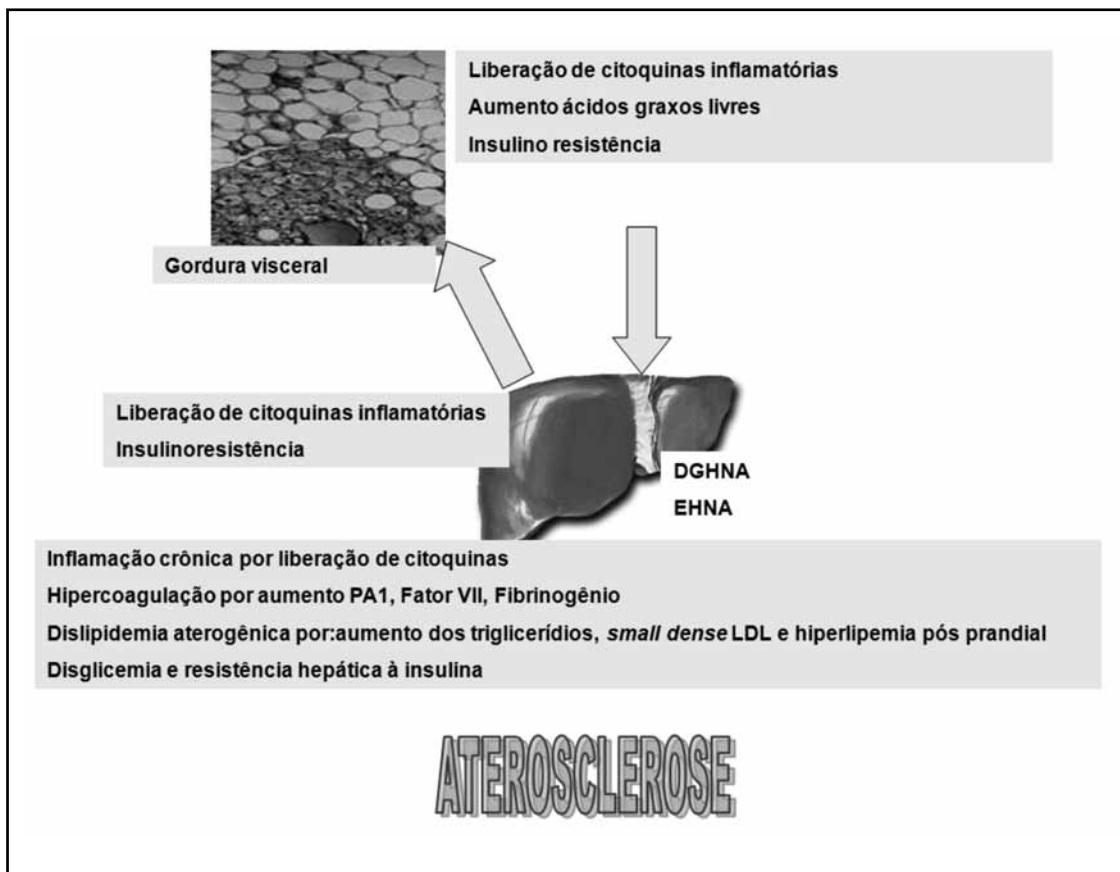 Liberação de citoquinas inflamatórias
Aumento ácidos graxos livres
Insulino resistência
Gordura visceral
Liberação de citoquinas inflamatórias
Insulinoresistência
DGHNA
EHNA
Inflamação crônica por liberação de citoquinas
Hipercoagulação por aumento PA1, Fator VII, Fibrinogênio
Dislipidemia aterogênica por:aumento dos triglicerídios, small dense LDL e hiperlipemia pós prandial
Disglicemia e resistência hepática à insulina
ATEROSCLEROSE